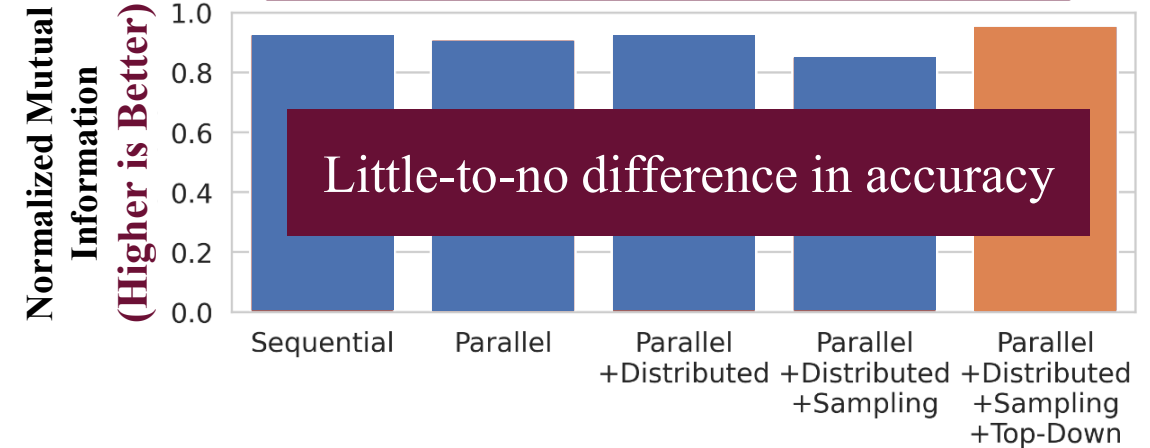 Normalized Mutual
Information
(Higher is Better)
1.0
0.8
0.6
0.4
0.2
0.0
Little-to-no difference in accuracy
Sequential
Parallel
Parallel
+Distributed
Parallel
+Distributed
+Sampling
Parallel
+Distributed
+Sampling
+Top-Down